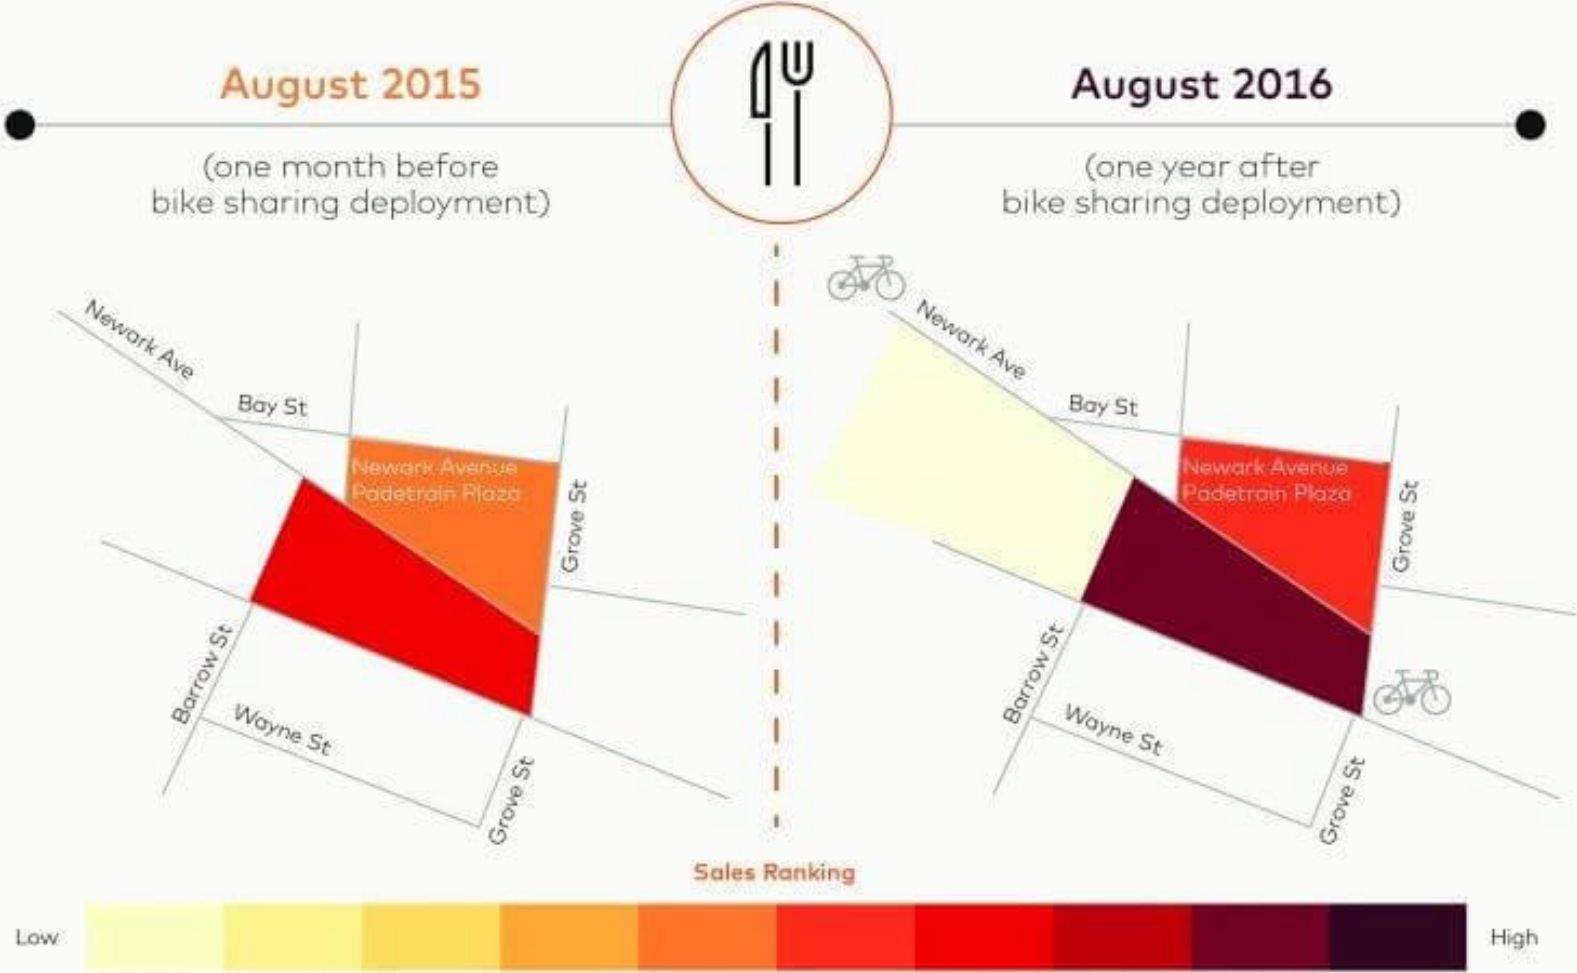 August 2015
(one month before
bike sharing deployment)
August 2016
(one year after
bike sharing deployment)
Newark Ave
Bay St
Newark Avenue
Padetrain Plaza
Grove St
Barrow St
Wayne St
Grove St
Newark Ave
Bay St
Newark Avenue
Padetrain Plaza
Grove St
Barrow St
Wayne St
Grove St
Sales Ranking
Low
High